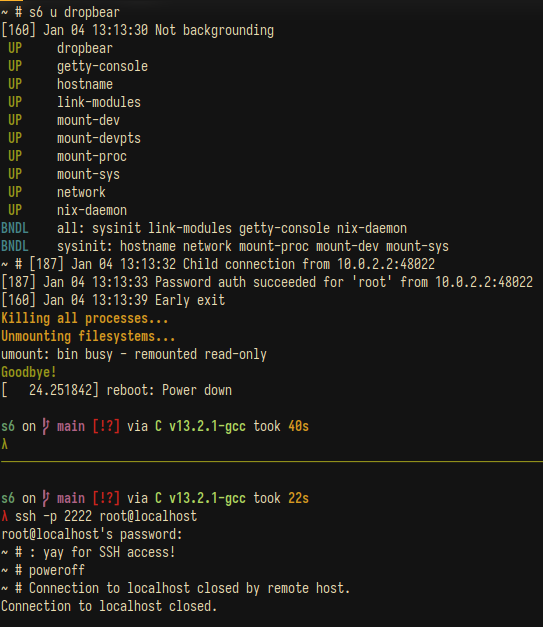 ~ # s6 u dropbear
[160] Jan 04 13:13:30 Not backgrounding
UP dropbear
UP getty-console
UP hostname
UP link-modules
UP mount-dev
UP mount-devpts
UP mount-proc
UP mount-sys
UP network
UP nix-daemon
BNDL all: sysinit link-modules getty-console nix-daemon
BNDL sysinit: hostname network mount-proc mount-dev mount-sys
~ # [187] Jan 04 13:13:32 Child connection from 10.0.2.2:48022
[187] Jan 04 13:13:33 Password auth succeeded for 'root' from 10.0.2.2:48022
[160] Jan 04 13:13:39 Early exit
Killing all processes...
Unmounting filesystems...
umount: bin busy - remounted read-only
Goodbye!
[   24.251842] reboot: Power down
s6 on main [!?] via C v13.2.1-gcc took 40s
λ
s6 on main [!?] via C v13.2.1-gcc took 22s
λ ssh -p 2222 root@localhost
root@localhost's password:
~ # : yay for SSH access!
~ # poweroff
~ # Connection to localhost closed by remote host.
Connection to localhost closed.